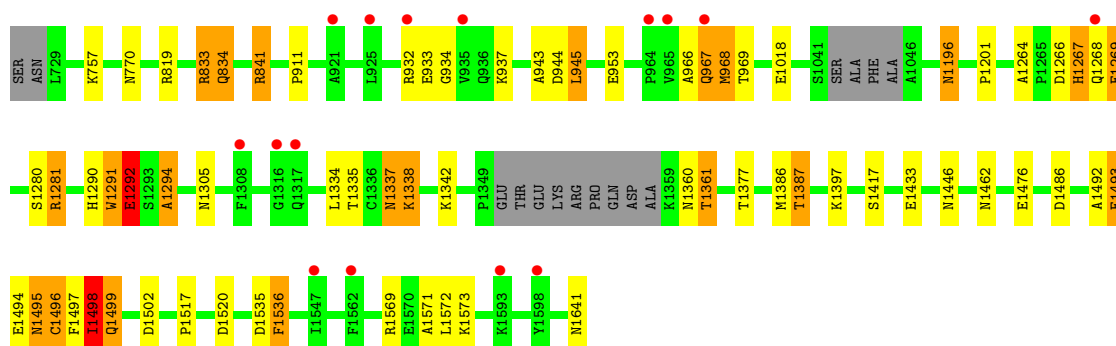 SER ASN L729 K757 N770 R819 R833 Q834 R841 P911 A921 L925 R932 E933 G934 V935 Q936 K937 A943 D944 L945 E953 P964 V965 A966 Q967 M968 T969 E1018 S1041 SER ALA PHE ALA A1046 N1196 P1201 A1264 P1265 D1266 H1267 Q1268
S1280 R1281 H1290 W1291 E1292 S1293 A1294 N1305 F1308 G1316 Q1317 L1334 T1335 C1336 N1337 K1338 K1342 P1349 GLU THR GLU LYS ARG PRO GLN ASP ALA K1359 N1360 T1361 T1377 M1386 T1387 K1397 S1417 E1433 N1446 N1462 E1476 D1486 A1492
E1494 N1495 C1496 F1497 I1498 Q1499 D1502 P1517 D1520 D1535 F1536 I1547 F1562 R1569 E1570 A1571 L1572 K1573 K1593 Y1598 N1641